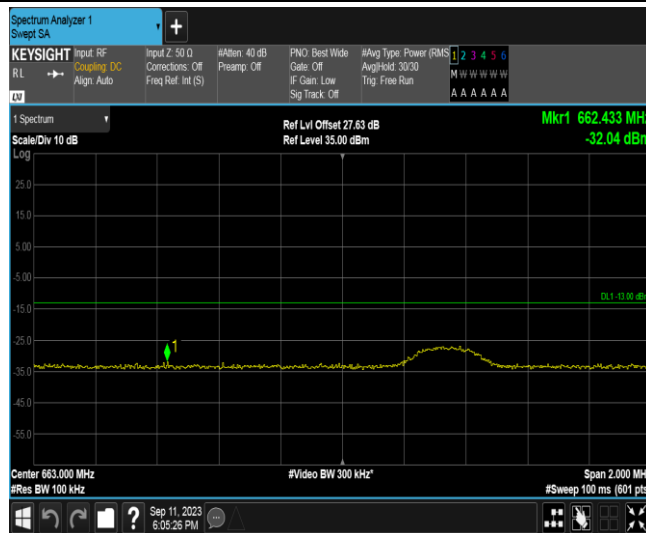 Spectrum Analyzer 1
Swept SA
+
KEYSIGHT
RL
LXI
Input: RF
Coupling: DC
Align: Auto
Input Z: 50 Ω
Corrections: Off
Freq Ref: Int (S)
#Atten: 40 dB
Preamp: Off
PNO: Best Wide
Gate: Off
IF Gain: Low
Sig Track: Off
#Avg Type: Power (RMS
Avg|Hold: 30/30
Trig: Free Run
1 2 3 4 5 6
M W W W W W
A A A A A A
1 Spectrum
Scale/Div 10 dB
Ref Lvl Offset 27.63 dB
Ref Level 35.00 dBm
Mkr1 662.433 MHz
-32.04 dBm
Log
25.0
15.0
5.00
-5.00
DL1 -13.00 dBm
-15.0
-25.0
1
-35.0
-45.0
-55.0
Center 663.000 MHz
#Res BW 100 kHz
#Video BW 300 kHz*
Span 2.000 MHz
#Sweep 100 ms (601 pts)
?
Sep 11, 2023
6:05:26 PM